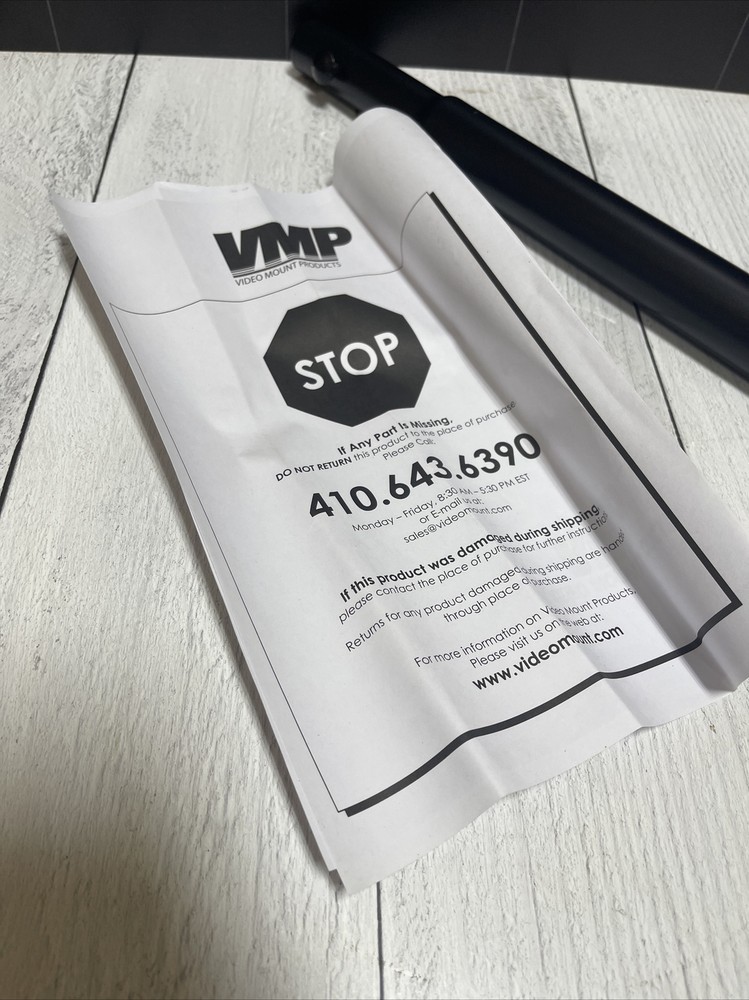 VMP
VIDEO MOUNT PRODUCTS
STOP
If Any Part Is Missing,
DO NOT RETURN this product to the place of purchase
Please Call:
410.643.6390
Monday – Friday, 8:30 AM – 5:30 PM EST
or E-mail us at:
sales@videomount.com
If this product was damaged during shipping
please contact the place of purchase for further instruction
Returns for any product damaged during shipping are hand
through place of purchase.
For more information on Video Mount Products,
Please visit us on the web at:
www.videomount.com